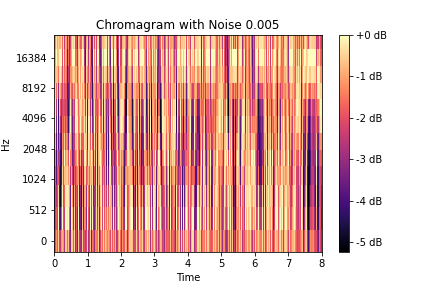 Chromagram with Noise 0.005
Hz
16384
8192
4096
2048
1024
512
0
0 1 2 3 4 5 6 7 8
Time
+0 dB
-1 dB
-2 dB
-3 dB
-4 dB
-5 dB